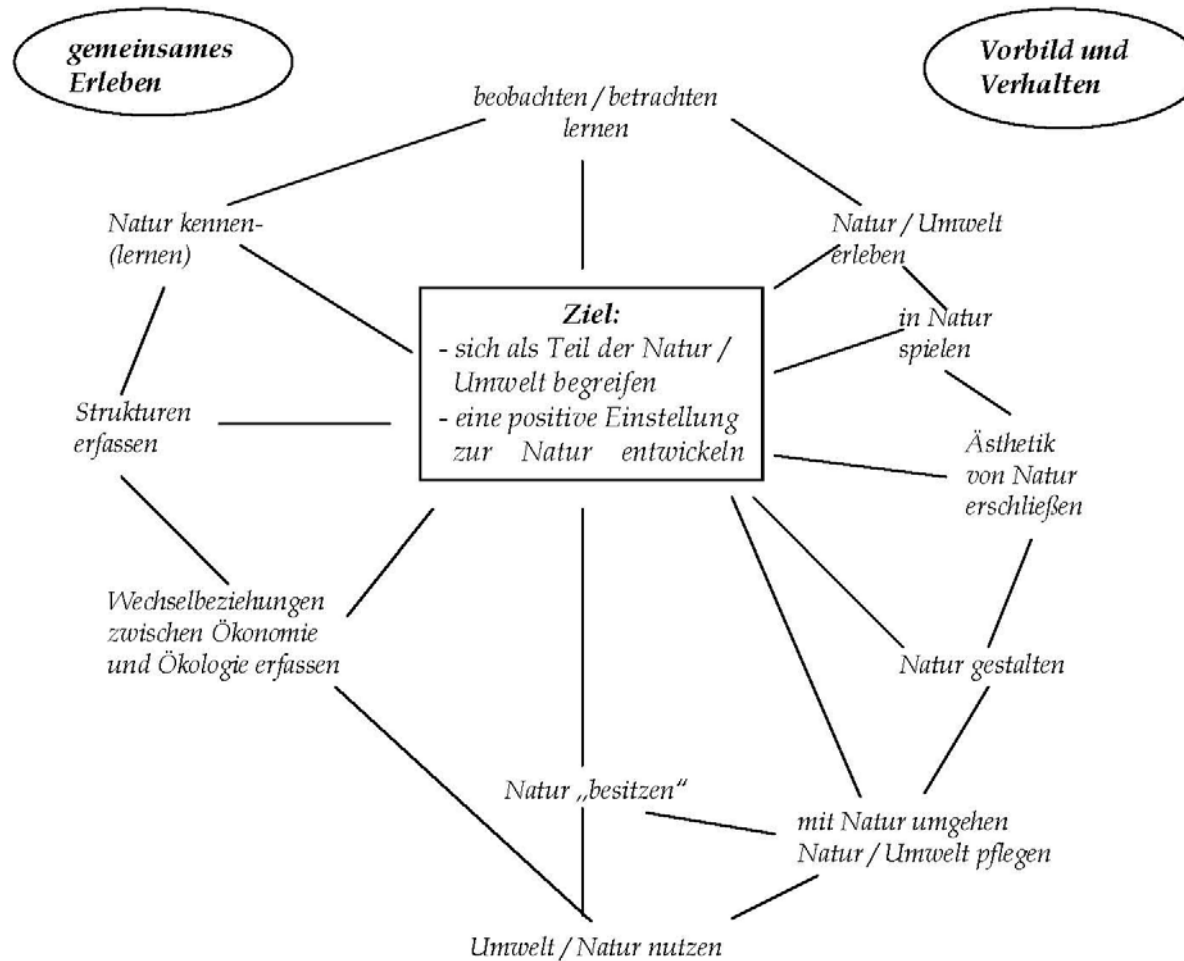 gemeinsames
Erleben
Vorbild und
Verhalten
beobachten / betrachten
lernen
Natur kennen-
(lernen)
Natur / Umwelt
erleben
in Natur
spielen
Ziel:
- sich als Teil der Natur /
Umwelt begreifen
- eine positive Einstellung
zur Natur entwickeln
Strukturen
erfassen
Ästhetik
von Natur
erschließen
Wechselbeziehungen
zwischen Ökonomie
und Ökologie erfassen
Natur gestalten
Natur „besitzen“
mit Natur umgehen
Natur / Umwelt pflegen
Umwelt / Natur nutzen